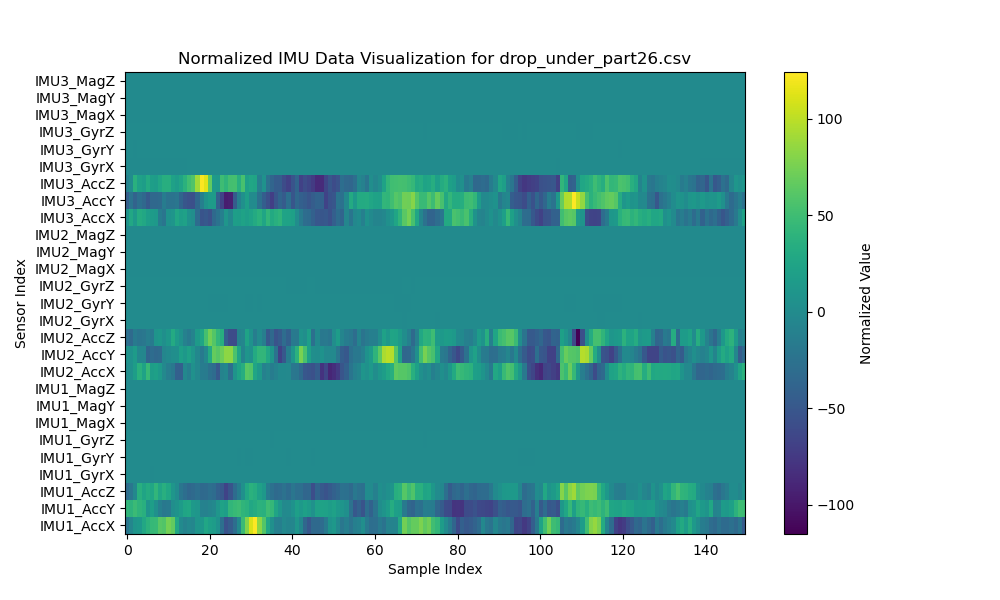 Normalized IMU Data Visualization for drop_under_part26.csv
IMU3_MagZ
IMU3_MagY
IMU3_MagX
IMU3_GyrZ
IMU3_GyrY
IMU3_GyrX
IMU3_AccZ
IMU3_AccY
IMU3_AccX
IMU2_MagZ
IMU2_MagY
IMU2_MagX
IMU2_GyrZ
IMU2_GyrY
IMU2_GyrX
IMU2_AccZ
IMU2_AccY
IMU2_AccX
IMU1_MagZ
IMU1_MagY
IMU1_MagX
IMU1_GyrZ
IMU1_GyrY
IMU1_GyrX
IMU1_AccZ
IMU1_AccY
IMU1_AccX
Sensor Index
0 20 40 60 80 100 120 140
Sample Index
100
50
0
−50
−100
Normalized Value